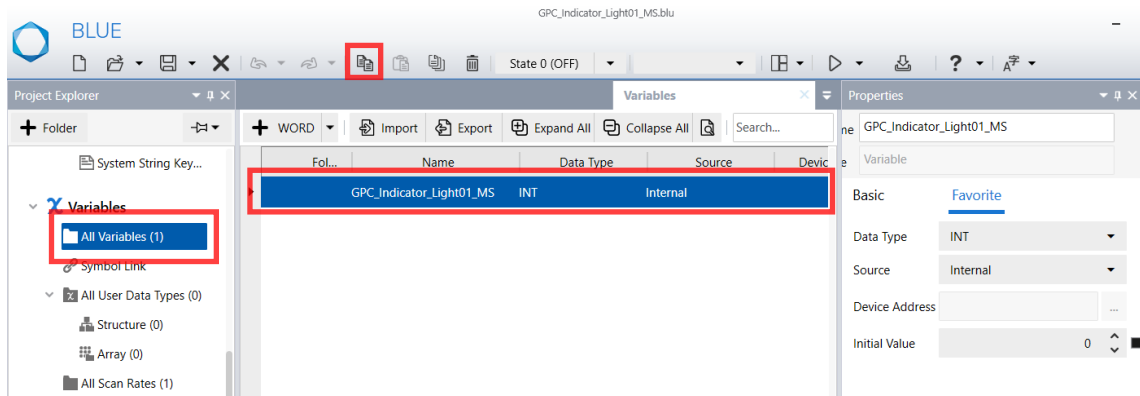 GPC_Indicator_Light01_MS.blu
BLUE
State 0 (OFF)
?
Project Explorer
Variables
Properties
Folder
WORD
Import
Export
Expand All
Collapse All
Search...
me
GPC_Indicator_Light01_MS
System String Key...
Fol...
Name
Data Type
Source
Devic
e
Variable
GPC_Indicator_Light01_MS
INT
Internal
Variables
All Variables (1)
Symbol Link
All User Data Types (0)
Structure (0)
Array (0)
All Scan Rates (1)
Basic
Favorite
Data Type
INT
Source
Internal
Device Address
...
Initial Value
0